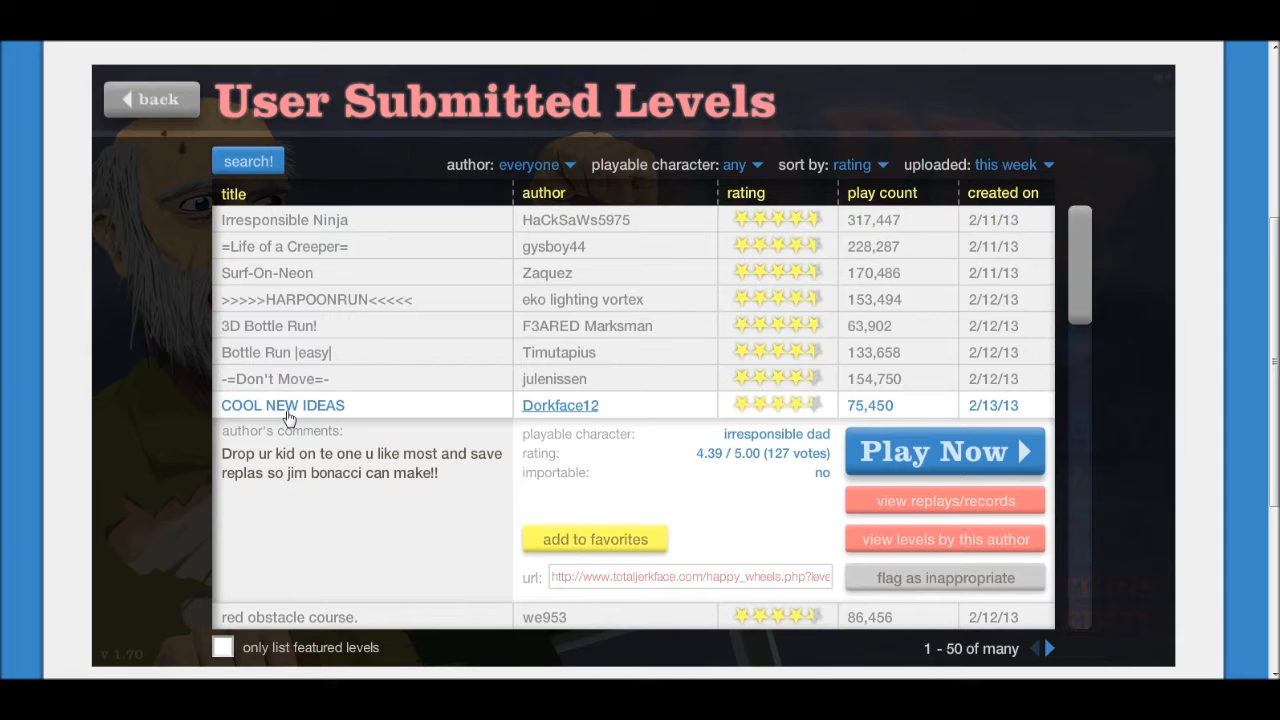 back
User Submitted Levels
search!
author: everyone
playable character: any
sort by: rating
uploaded: this week
title author rating play count created on
Irresponsible Ninja HaCkSaWs5975 317,447 2/11/13
=Life of a Creeper= gysboy44 228,287 2/11/13
Surf-On-Neon Zaquez 170,486 2/11/13
>>>>>HARPOONRUN<<<<< eko lighting vortex 153,494 2/12/13
3D Bottle Run! F3ARED Marksman 63,902 2/12/13
Bottle Run |easy| Timutapius 133,658 2/12/13
-=Don't Move=- julenissen 154,750 2/12/13
COOL NEW IDEAS Dorkface12 75,450 2/13/13
author's comments:
Drop ur kid on te one u like most and save
replas so jim bonacci can make!!
playable character: irresponsible dad
rating: 4.39 / 5.00 (127 votes)
importable: no
add to favorites
url: http://www.totaljerkface.com/happy_wheels.php?leve
Play Now
view replays/records
view levels by this author
flag as inappropriate
red obstacle course. we953 86,456 2/12/13
only list featured levels
1 - 50 of many
v 1.70